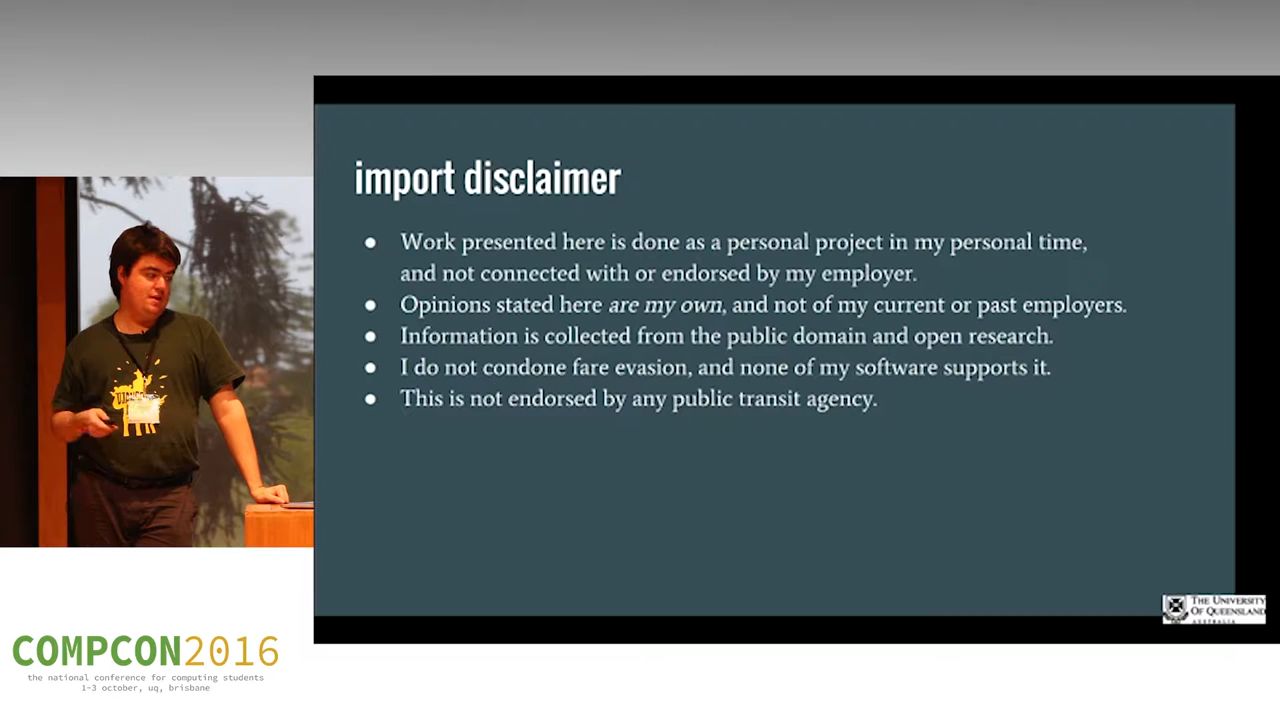 import disclaimer
● Work presented here is done as a personal project in my personal time,
and not connected with or endorsed by my employer.
● Opinions stated here are my own, and not of my current or past employers.
● Information is collected from the public domain and open research.
● I do not condone fare evasion, and none of my software supports it.
● This is not endorsed by any public transit agency.
THE UNIVERSITY
OF QUEENSLAND
AUSTRALIA
COMPCON2016
the national conference for computing students
1-3 october, uq, brisbane